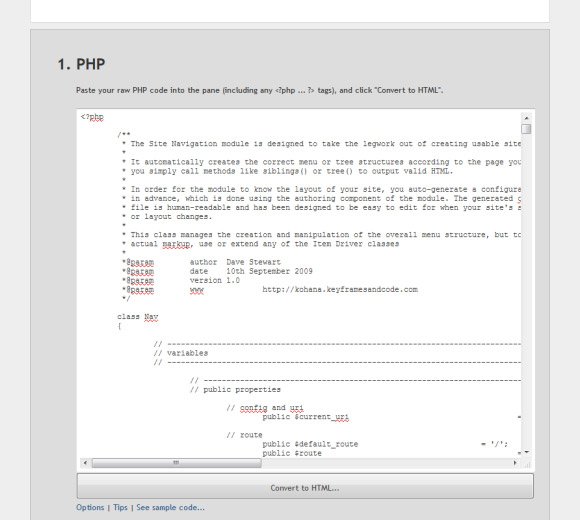 1. PHP
Paste your raw PHP code into the pane (including any <?php ... ?> tags), and click "Convert to HTML".
<?php
/**
* The Site Navigation module is designed to take the legwork out of creating usable site
*
* It automatically creates the correct menu or tree structures according to the page you
* you simply call methods like siblings() or tree() to output valid HTML.
*
* In order for the module to know the layout of your site, you auto-generate a configura
* in advance, which is done using the authoring component of the module. The generated
* file is human-readable and has been designed to be easy to edit for when your site's
* or layout changes.
*
* This class manages the creation and manipulation of the overall menu structure, but to
* actual markup, use or extend any of the Item Driver classes
*
*@param author Dave Stewart
*@param date 10th September 2009
*@param version 1.0
*@param www http://kohana.keyframesandcode.com
*/
class Nav
{
// ----------------------------------------------------
// variables
// ----------------------------------------------------
// ---------------------------------------------
// public properties
// config and uri
public $current_uri =
// route
public $default_route = '/';
public $route =
Convert to HTML...
Options | Tips | See sample code...